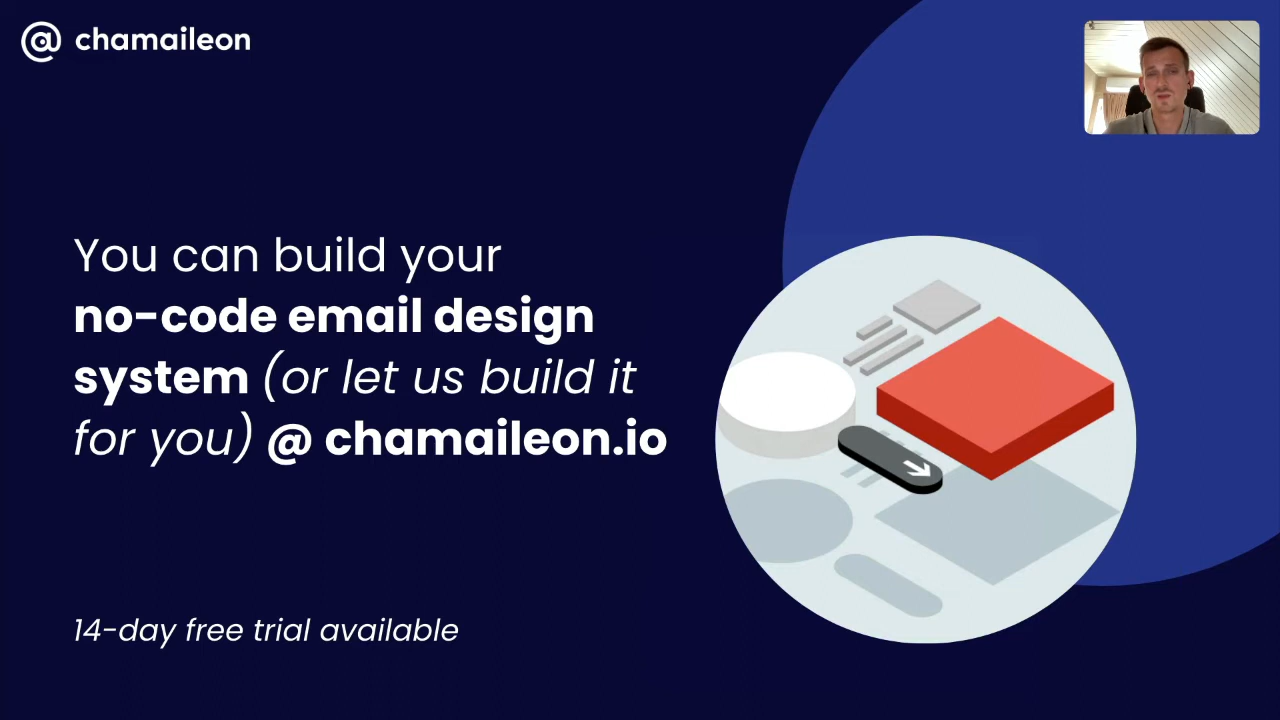 chamaileon
You can build your
no-code email design
system (or let us build it
for you) @ chamaileon.io
14-day free trial available